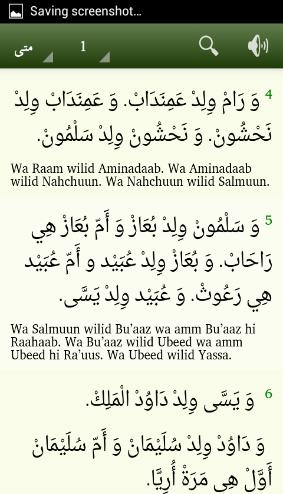 Saving screenshot…
متى 1
4 وَ رَامْ وِلِدْ عَمِنَدَابْ. وَ عَمِنَدَابْ وِلِدْ
نَحْشُونْ. وَ نَحْشُونْ وِلِدْ سَلْمُونْ.
Wa Raam wilid Aminadaab. Wa Aminadaab
wilid Nahchuun. Wa Nahchuun wilid Salmuun.
5 وَ سَلْمُونْ وِلِدْ بُعَازْ وَ أَمّ بُعَازْ هِي
رَاحَابْ. وَ بُعَازْ وِلِدْ عُبَيْد و أمّ عُبَيْد
هِي رَعُوثْ. وَ عُبَيْد وِلِدْ يَسَّى.
Wa Salmuun wilid Bu’aaz wa amm Bu’aaz hi
Raahaab. Wa Bu’aaz wilid Ubeed wa amm
Ubeed hi Ra’uus. Wa Ubeed wilid Yassa.
6 وَ يَسَّى وِلِدْ دَاوُدْ الْمَلِكْ.
وَ دَاوُدْ وِلِدْ سُلَيْمَانْ وَ أمّ سُلَيْمَانْ
أَوَّلْ هِي مَرَةْ أُرِيَّا.